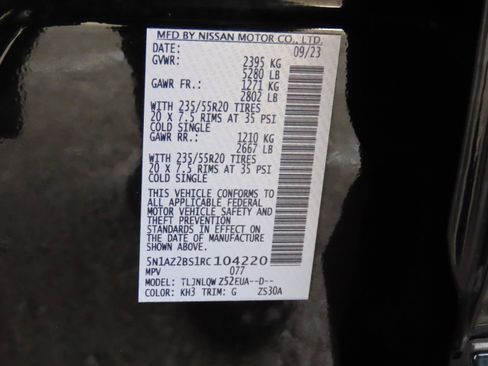 MFD BY NISSAN MOTOR CO., LTD.
DATE: 09/23
GVWR: 2395 KG
5280 LB
GAWR FR.: 1271 KG
2802 LB
WITH 235/55R20 TIRES
20 X 7.5 RIMS AT 35 PSI
COLD SINGLE
GAWR RR.: 1210 KG
2667 LB
WITH 235/55R20 TIRES
20 X 7.5 RIMS AT 35 PSI
COLD SINGLE
THIS VEHICLE CONFORMS TO
ALL APPLICABLE FEDERAL
MOTOR VEHICLE SAFETY AND
THEFT PREVENTION
STANDARDS IN EFFECT ON
THE DATE OF MANUFACTURE
SHOWN ABOVE.
5N1AZ2BS1RC104220
MPV 077
MODEL: TLJNLQW Z52EUA--D--
COLOR: KH3 TRIM: G ZS30A